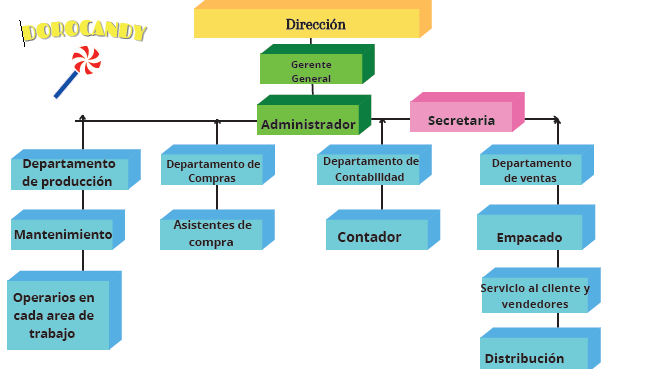 DOROCANDY
Dirección
Gerente
General
Administrador
Secretaria
Departamento
de producción
Departamento de
Compras
Departamento de
Contabilidad
Departamento
de ventas
Mantenimiento
Asistentes de
compra
Contador
Empacado
Operarios en
cada area de
trabajo
Servicio al cliente y
vendedores
Distribución